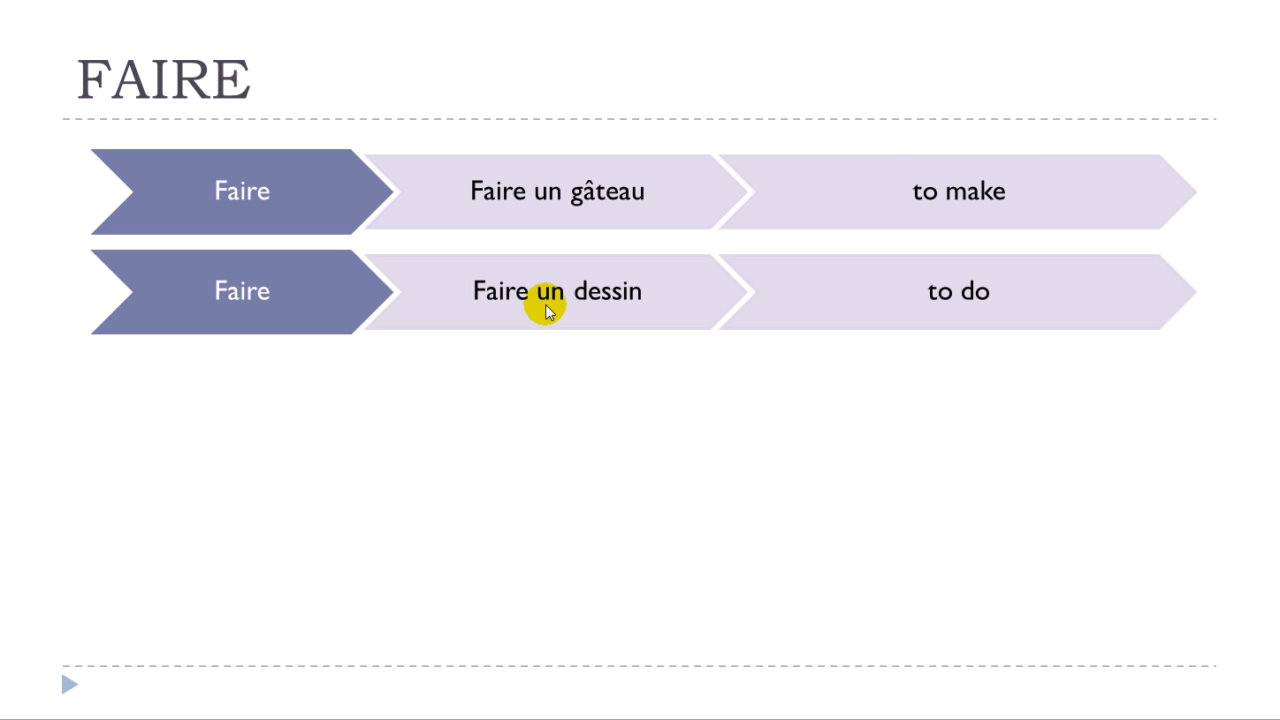 FAIRE
Faire
Faire un gâteau
to make
Faire
Faire un dessin
to do